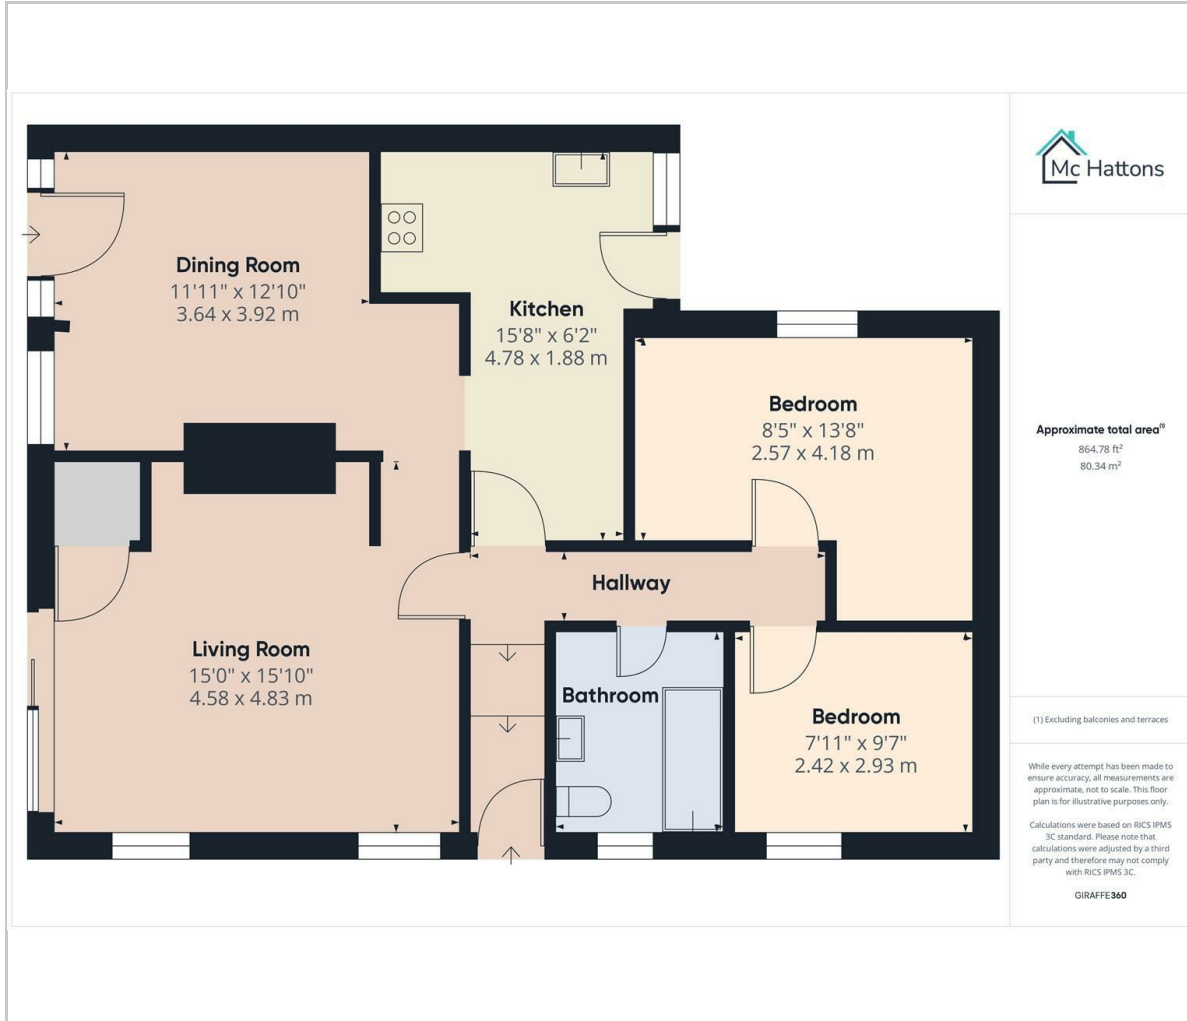 Dining Room
11'11" x 12'10"
3.64 x 3.92 m
Kitchen
15'8" x 6'2"
4.78 x 1.88 m
Bedroom
8'5" x 13'8"
2.57 x 4.18 m
Hallway
Living Room
15'0" x 15'10"
4.58 x 4.83 m
Bathroom
Bedroom
7'11" x 9'7"
2.42 x 2.93 m
Mc Hattons
Approximate total area(1)
864.78 ft²
80.34 m²
(1) Excluding balconies and terraces
While every attempt has been made to
ensure accuracy, all measurements are
approximate, not to scale. This floor
plan is for illustrative purposes only.
Calculations were based on RICS IPMS
3C standard. Please note that
calculations were adjusted by a third
party and therefore may not comply
with RICS IPMS 3C.
GIRAFFE360